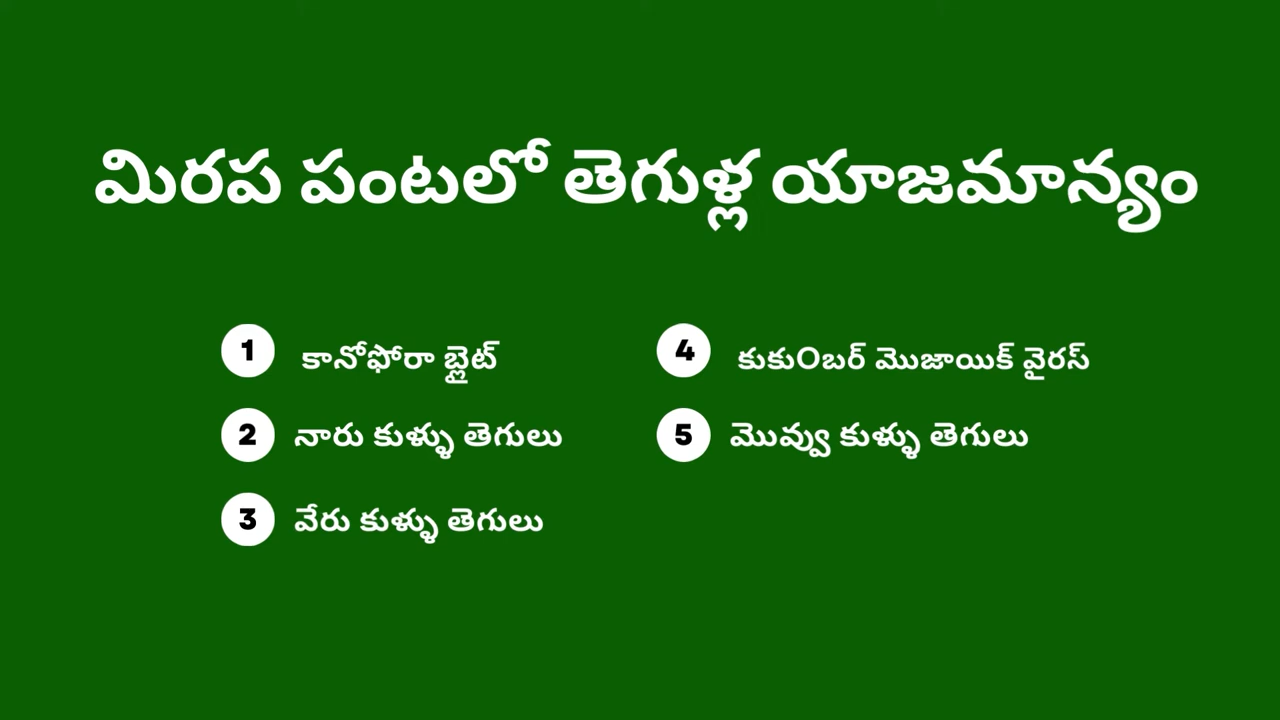 మిరప పంటలో తెగుళ్ల యాజమాన్యం
1 కానోఫోరా బ్లైట్
2 నారు కుళ్ళు తెగులు
3 వేరు కుళ్ళు తెగులు
4 కుకుంబర్ మొజాయిక్ వైరస్
5 మొవ్వు కుళ్ళు తెగులు